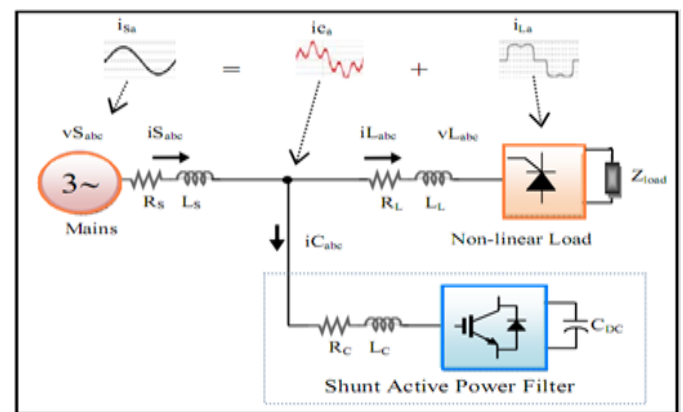 iSa ica iLa
= +
vSabc iSabc iLabc vLabc
3~ RS LS RL LL Zload
Mains Non-linear Load
iCabc
RC LC CDC
Shunt Active Power Filter